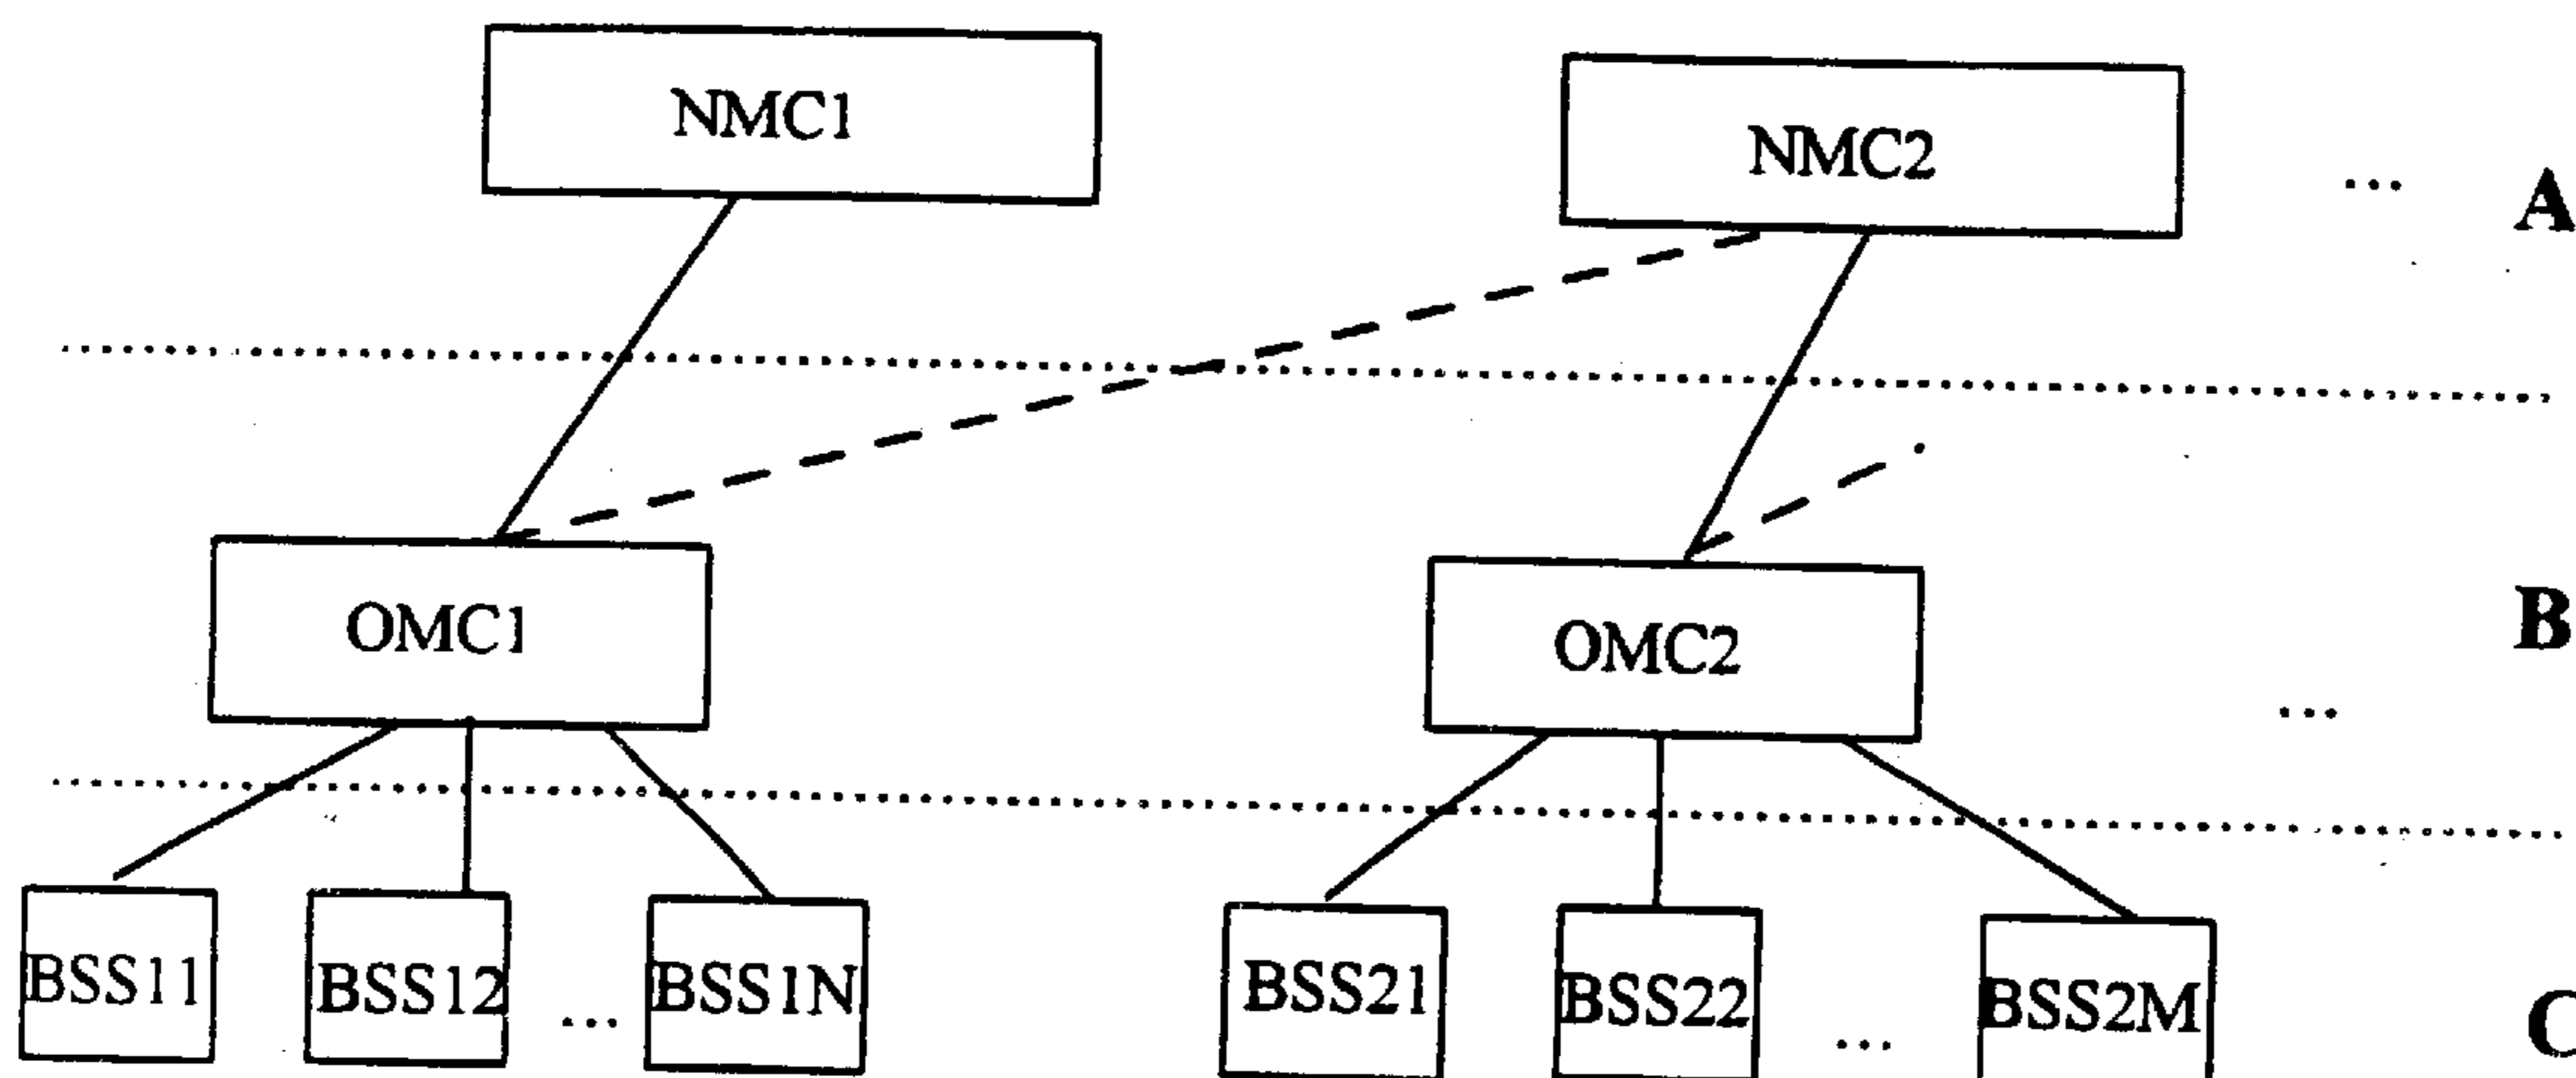 NMC1
NMC2
...
A
OMC1
OMC2
...
B
BSS11
BSS12
...
BSS1N
BSS21
BSS22
...
BSS2M
C